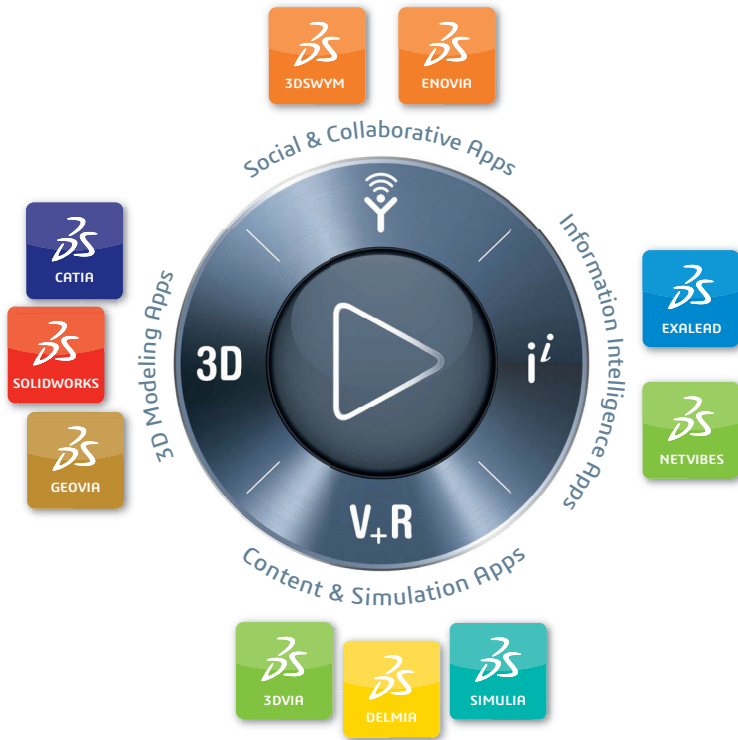 3DSWYM
ENOVIA
Social & Collaborative Apps
CATIA
SOLIDWORKS
GEOVIA
3D Modeling Apps
3D
i i
V+R
Information Intelligence Apps
EXALEAD
NETVIBES
Content & Simulation Apps
3DVIA
DELMIA
SIMULIA